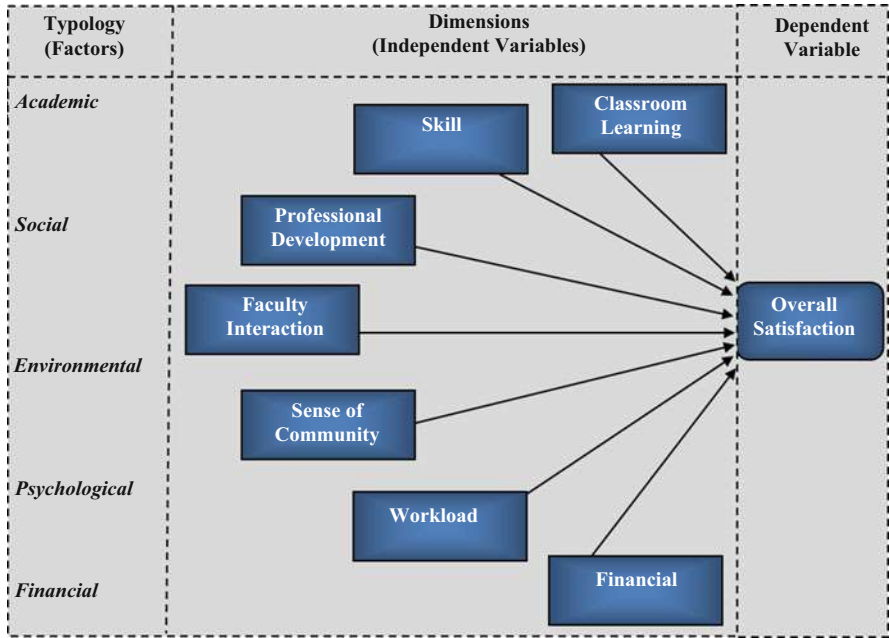 Typology
(Factors)
Dimensions
(Independent Variables)
Dependent
Variable
Academic
Social
Environmental
Psychological
Financial
Classroom
Learning
Skill
Professional
Development
Faculty
Interaction
Sense of
Community
Workload
Financial
Overall
Satisfaction